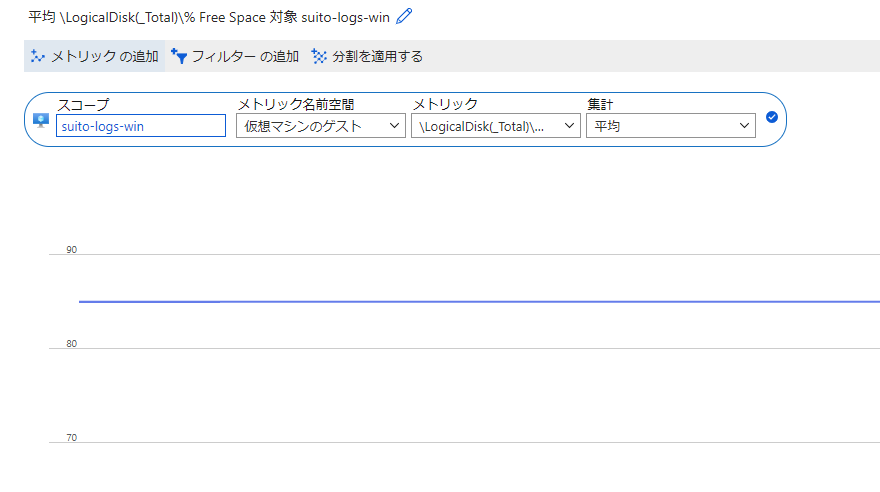 平均 \LogicalDisk(_Total)\% Free Space 対象 suito-logs-win
メトリック の追加 フィルター の追加 分割を適用する
スコープ メトリック名前空間 メトリック 集計
suito-logs-win 仮想マシンのゲスト \LogicalDisk(_Total)\... 平均
90
80
70